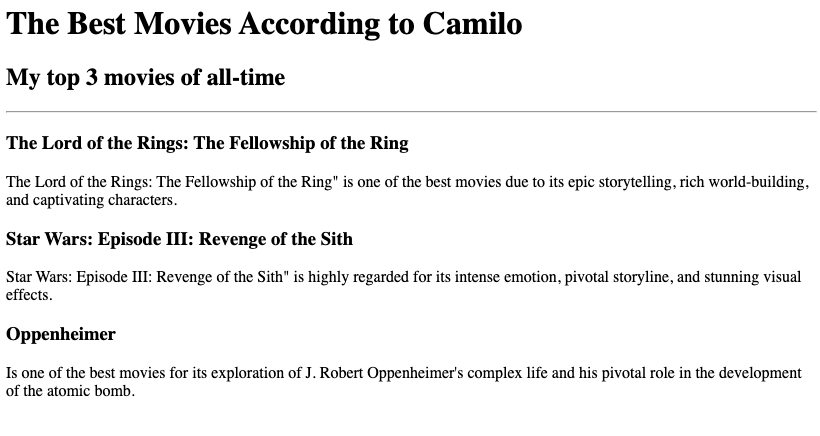 The Best Movies According to Camilo
My top 3 movies of all-time
The Lord of the Rings: The Fellowship of the Ring
The Lord of the Rings: The Fellowship of the Ring" is one of the best movies due to its epic storytelling, rich world-building,
and captivating characters.
Star Wars: Episode III: Revenge of the Sith
Star Wars: Episode III: Revenge of the Sith" is highly regarded for its intense emotion, pivotal storyline, and stunning visual
effects.
Oppenheimer
Is one of the best movies for its exploration of J. Robert Oppenheimer's complex life and his pivotal role in the development
of the atomic bomb.